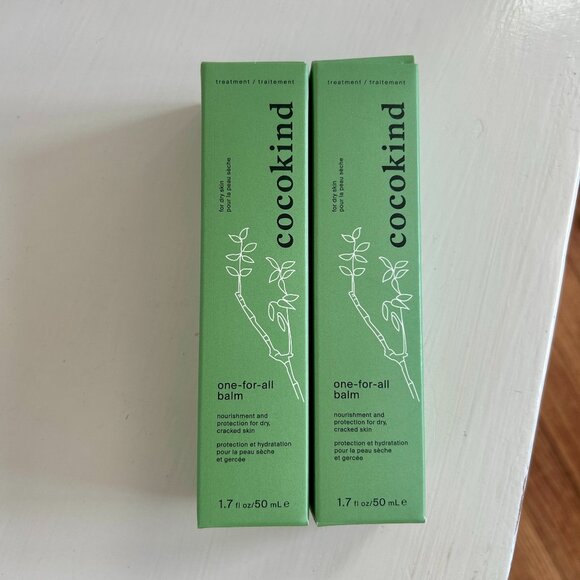 treatment / traitement
cocokind
for dry skin
pour la peau sèche
one-for-all
balm
nourishment and
protection for dry,
cracked skin
protection et hydratation
pour la peau sèche
et gercée
1.7 fl oz/50 mL e
treatment / traitement
cocokind
for dry skin
pour la peau sèche
one-for-all
balm
nourishment and
protection for dry,
cracked skin
protection et hydratation
pour la peau sèche
et gercée
1.7 fl oz/50 mL e